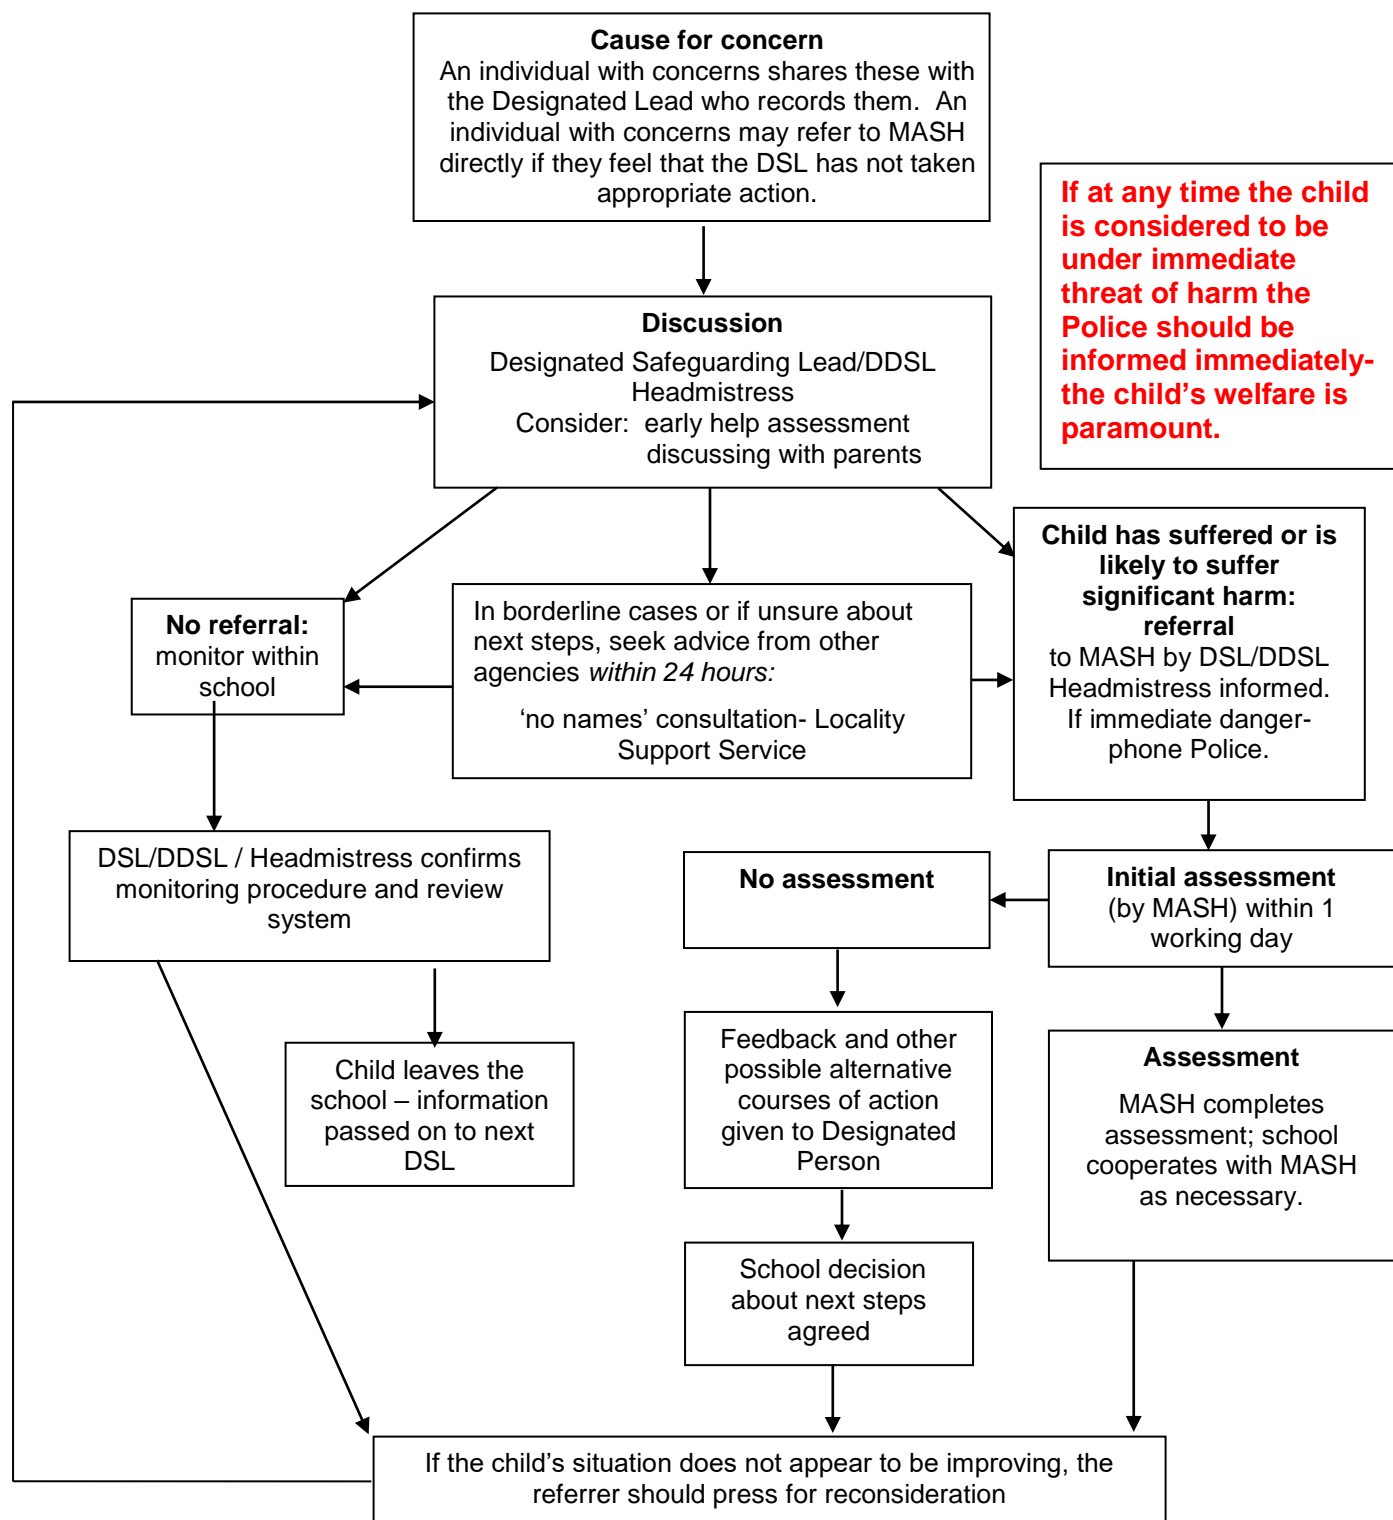 Cause for concern
An individual with concerns shares these with
the Designated Lead who records them.  An
individual with concerns may refer to MASH
directly if they feel that the DSL has not taken
appropriate action.
If at any time the child
is considered to be
under immediate
threat of harm the
Police should be
informed immediately-
the child’s welfare is
paramount.
Discussion
Designated Safeguarding Lead/DDSL
Headmistress
Consider:  early help assessment
discussing with parents
No referral:
monitor within
school
In borderline cases or if unsure about
next steps, seek advice from other
agencies within 24 hours:
‘no names’ consultation- Locality
Support Service
Child has suffered or is
likely to suffer
significant harm:
referral
to MASH by DSL/DDSL
Headmistress informed.
If immediate danger-
phone Police.
DSL/DDSL / Headmistress confirms
monitoring procedure and review
system
No assessment
Initial assessment
(by MASH) within 1
working day
Child leaves the
school – information
passed on to next
DSL
Feedback and other
possible alternative
courses of action
given to Designated
Person
Assessment
MASH completes
assessment; school
cooperates with MASH
as necessary.
School decision
about next steps
agreed
If the child’s situation does not appear to be improving, the
referrer should press for reconsideration